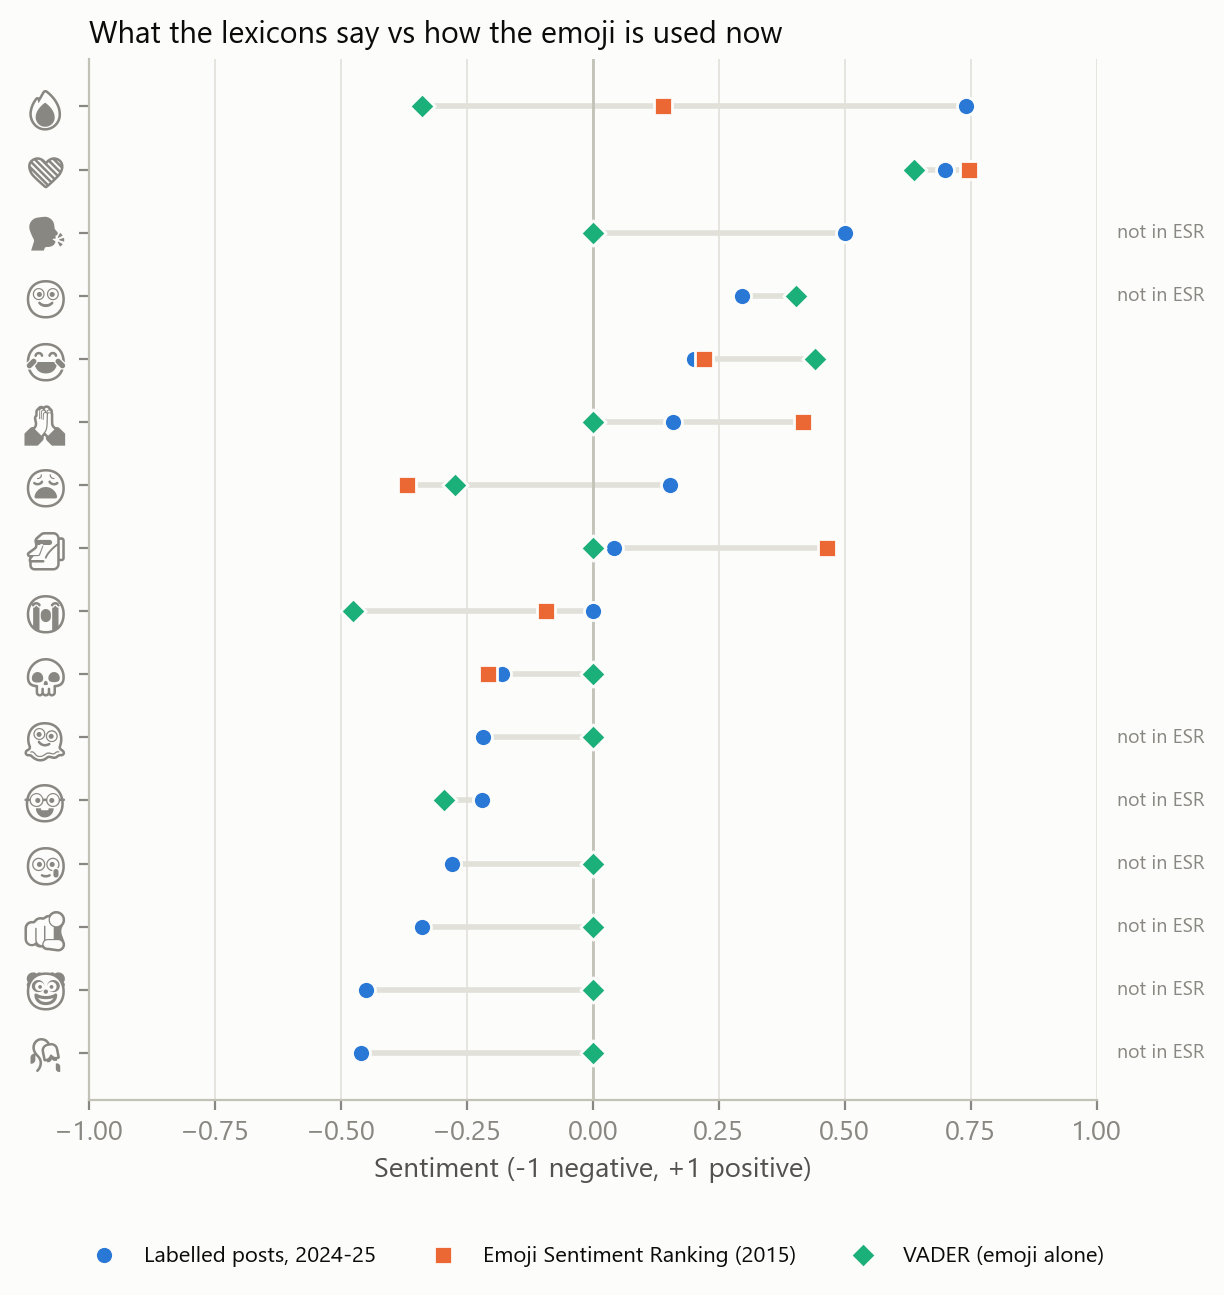 What the lexicons say vs how the emoji is used now
🔥
❤️
🗣️
🙂
😂
🙏
😩
🗿
😭
💀
🫠
🤓
🥲
🫵
🤡
🥀
not in ESR
not in ESR
not in ESR
not in ESR
not in ESR
not in ESR
not in ESR
not in ESR
−1.00 −0.75 −0.50 −0.25 0.00 0.25 0.50 0.75 1.00
Sentiment (-1 negative, +1 positive)
Labelled posts, 2024-25 Emoji Sentiment Ranking (2015) VADER (emoji alone)